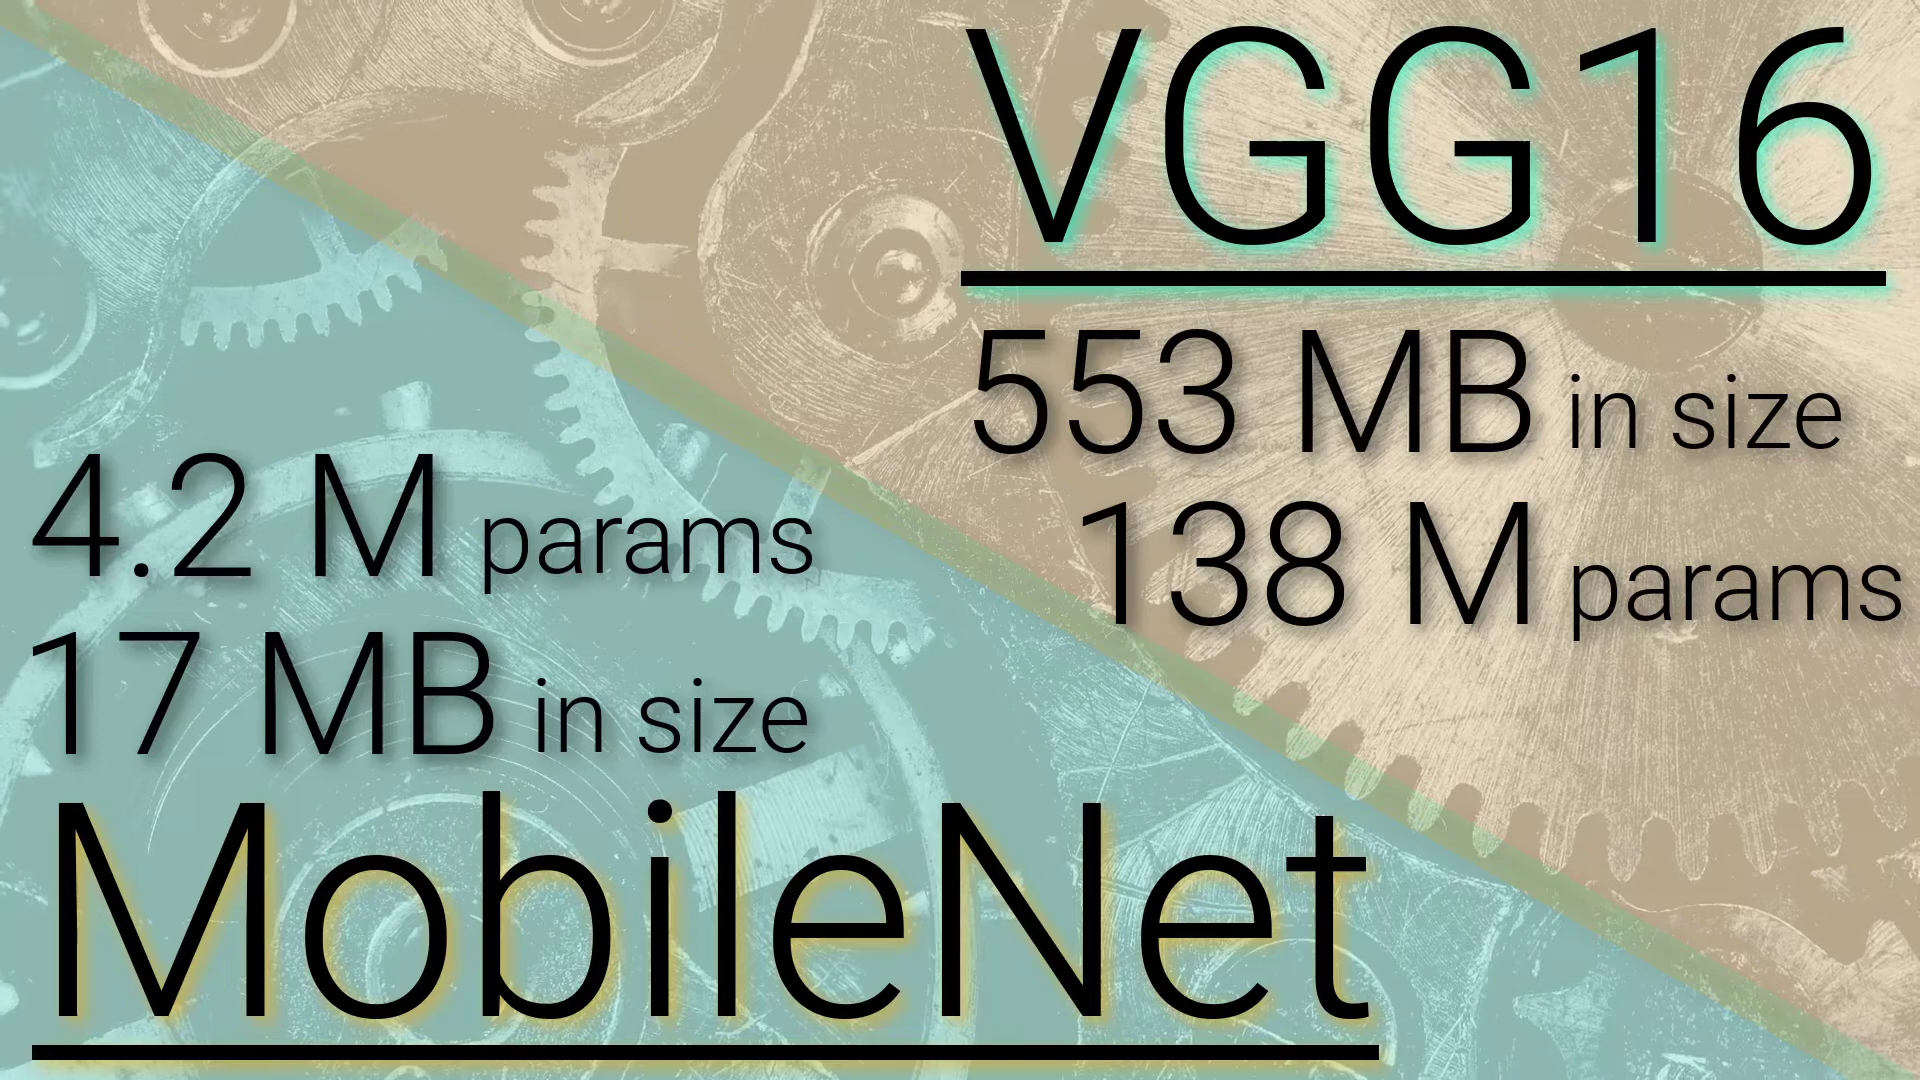 VGG16
553 MB in size
138 M params
4.2 M params
17 MB in size
MobileNet